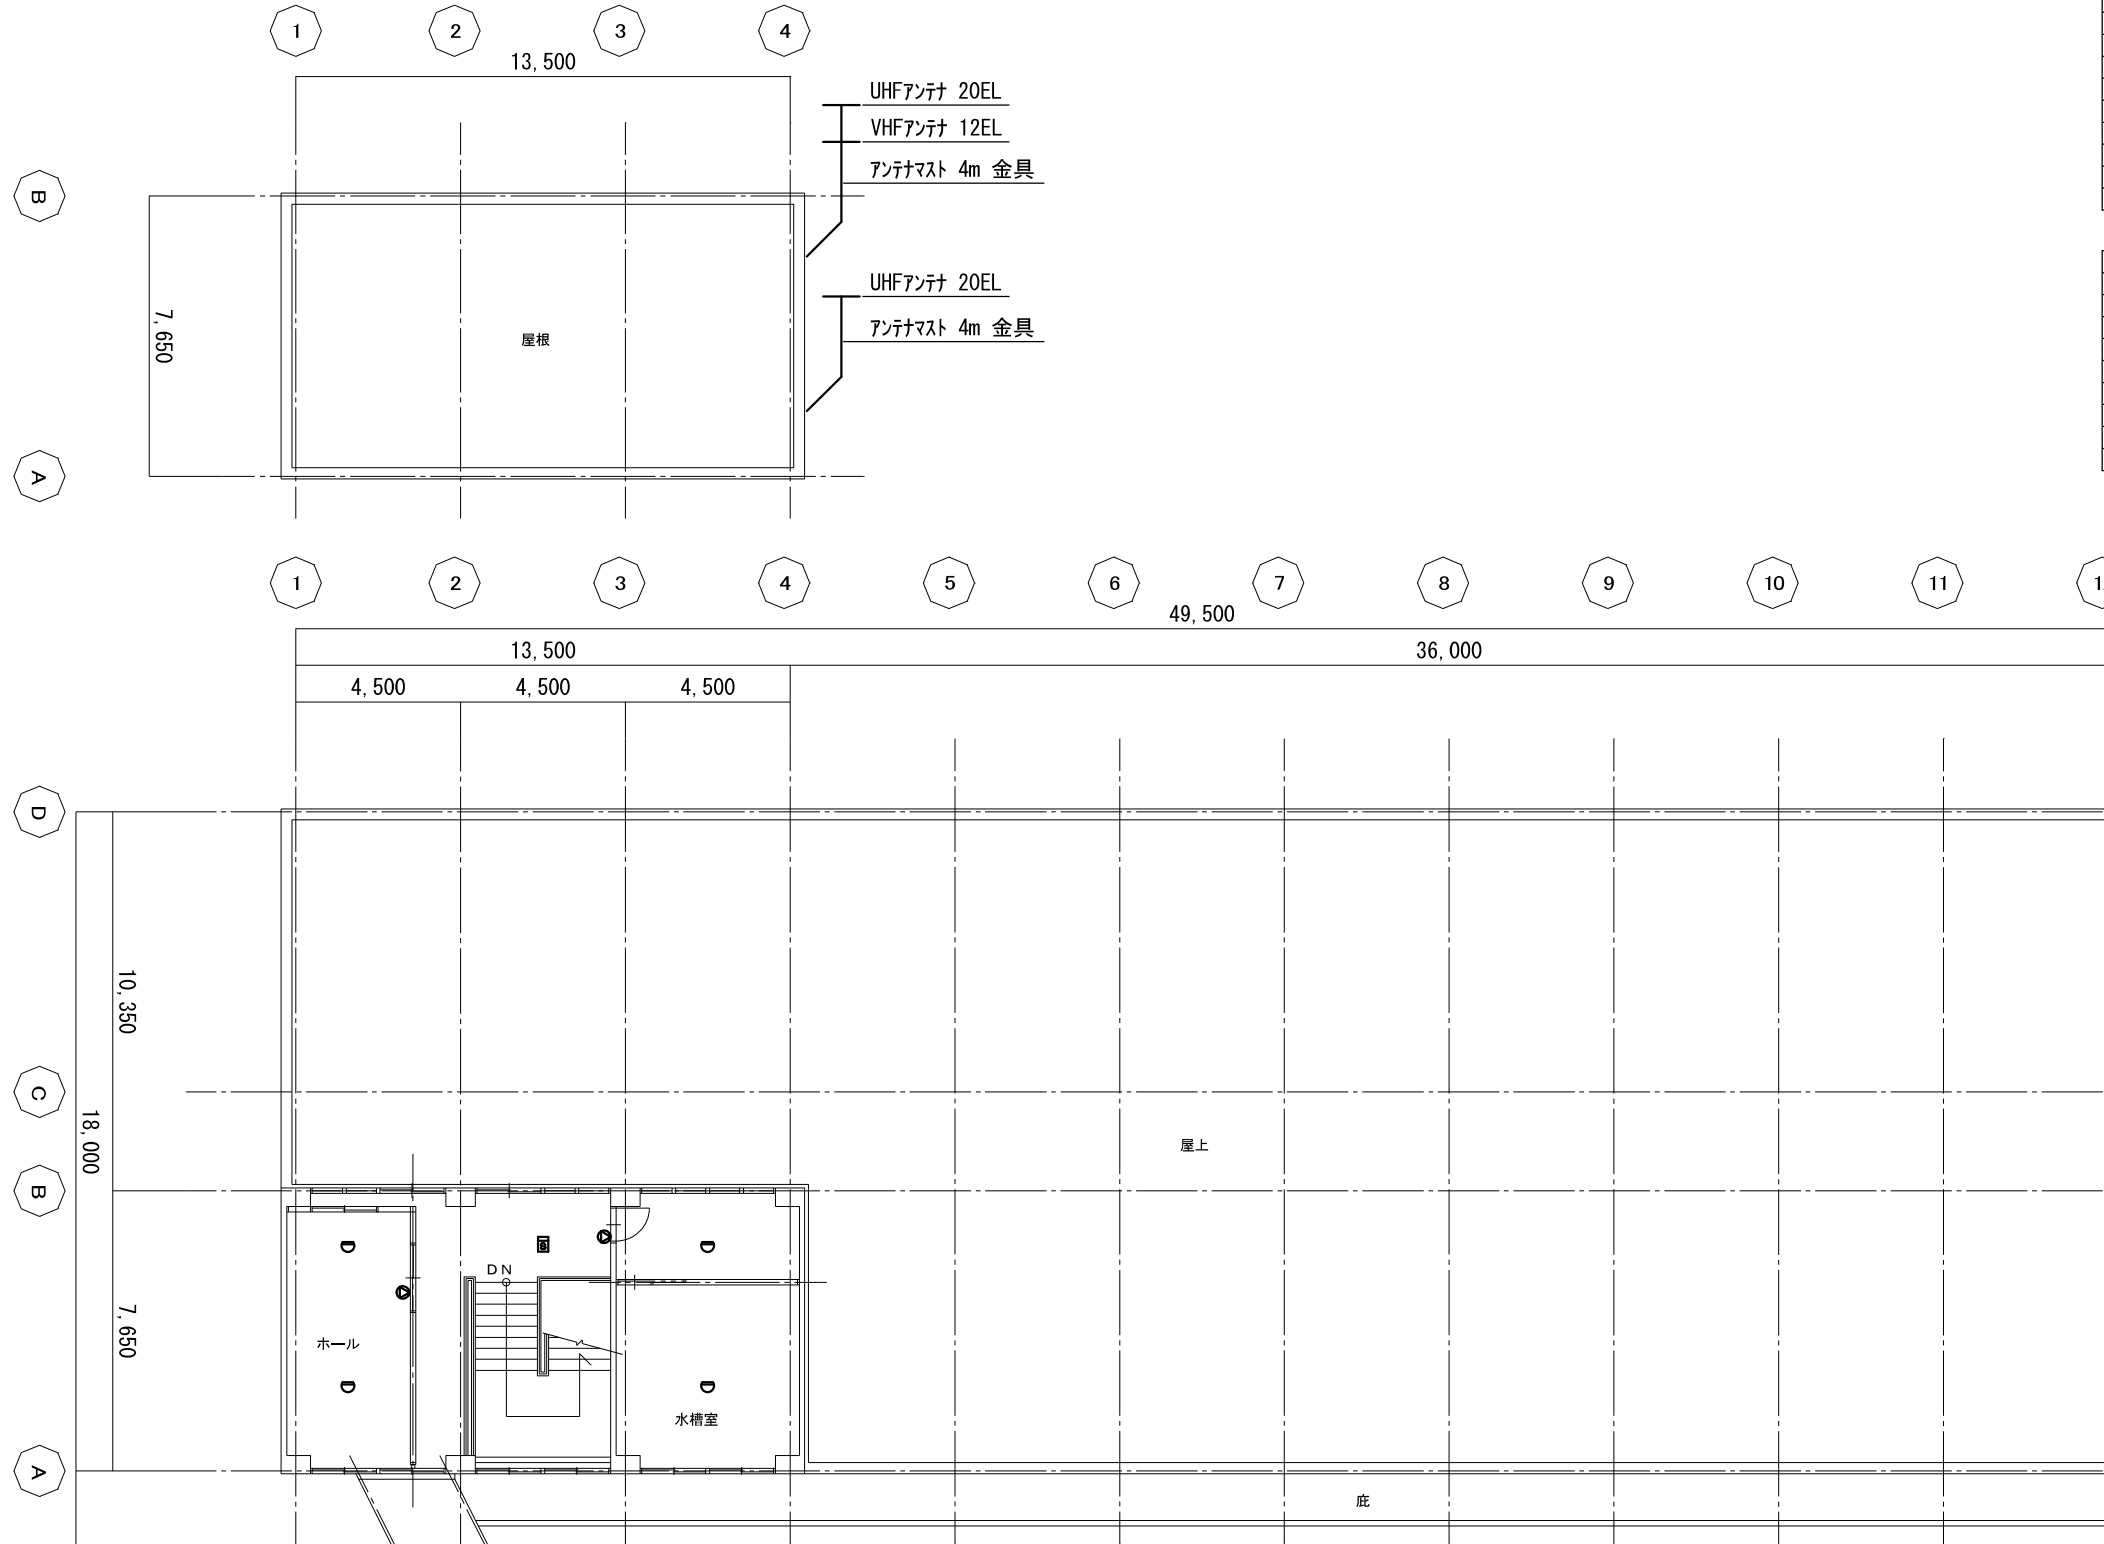 1 2 3 4
13,500
UHFアンテナ 20EL
VHFアンテナ 12EL
アンテナマスト 4m 金具
B
UHFアンテナ 20EL
アンテナマスト 4m 金具
7,650
屋根
A
1 2 3 4 5 6 7 8 9 10 11
49,500
13,500 36,000
4,500 4,500 4,500
D
10,350
C
18,000
屋上
B
DN
7,650
ホール
水槽室
A
庇